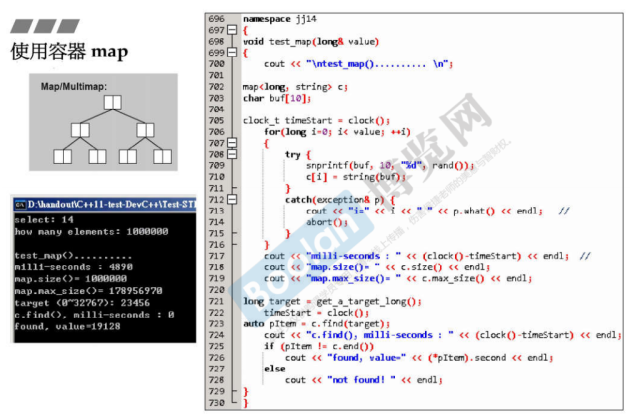 使用容器 map
Map/Multimap:
D:\handout\C++11-test-DevC++\Test-STL
select: 14
how many elements: 1000000
test_map()..........
milli-seconds : 4890
map.size()= 1000000
map.max_size()= 178956970
target (0~32767): 23456
c.find(), milli-seconds : 0
found, value=19128
696 namespace jj14
697 {
698 void test_map(long& value)
699 {
700 cout << "\ntest_map().......... \n";
701
702 map<long, string> c;
703 char buf[10];
704
705 clock_t timeStart = clock();
706 for(long i=0; i< value; ++i)
707 {
708 try {
709 snprintf(buf, 10, "%d", rand());
710 c[i] = string(buf);
711 }
712 catch(exception& p) {
713 cout << "i=" << i << " " << p.what() << endl; //
714 abort();
715 }
716 }
717 cout << "milli-seconds : " << (clock()-timeStart) << endl; //
718 cout << "map.size()= " << c.size() << endl;
719 cout << "map.max_size()= " << c.max_size() << endl;
720
721 long target = get_a_target_long();
722 timeStart = clock();
723 auto pItem = c.find(target);
724 cout << "c.find(), milli-seconds : " << (clock()-timeStart) << endl;
725 if (pItem != c.end())
726 cout << "found, value=" << (*pItem).second << endl;
727 else
728 cout << "not found! " << endl;
729 }
730 }
博览网
Boolan